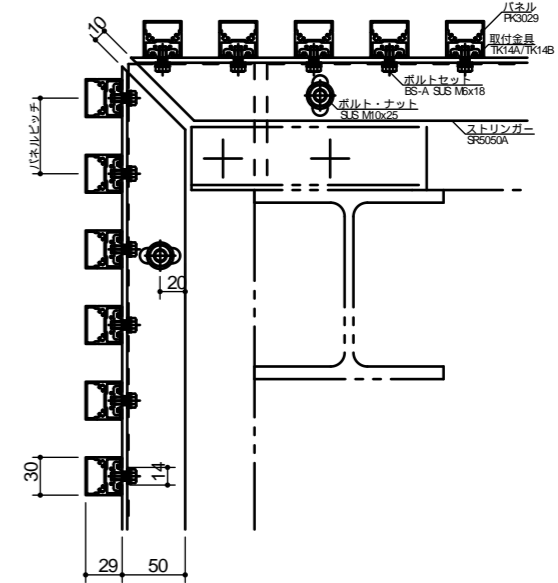 パネル
PK3029
取付金具
TK14A/TK14B
ボルトセット
BS-A SUS M6x18
ボルト・ナット
SUS M10x25
ストリンガー
SR5050A
10
パネルピッチ
20
30
14
29
50